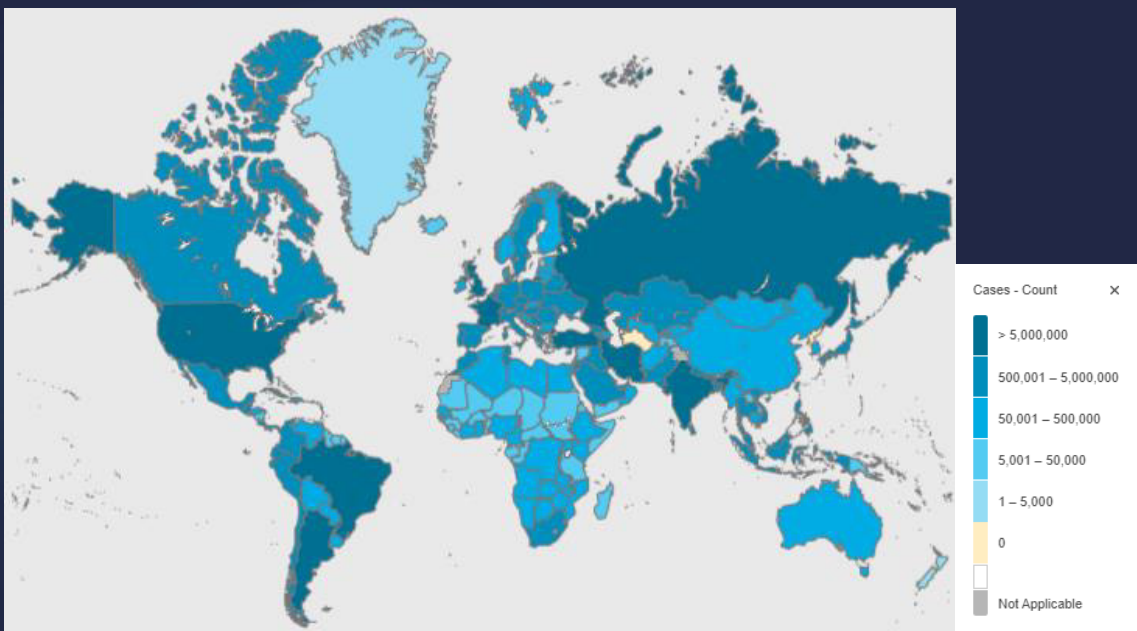 Cases - Count ×
> 5,000,000
500,001 – 5,000,000
50,001 – 500,000
5,001 – 50,000
1 – 5,000
0
Not Applicable